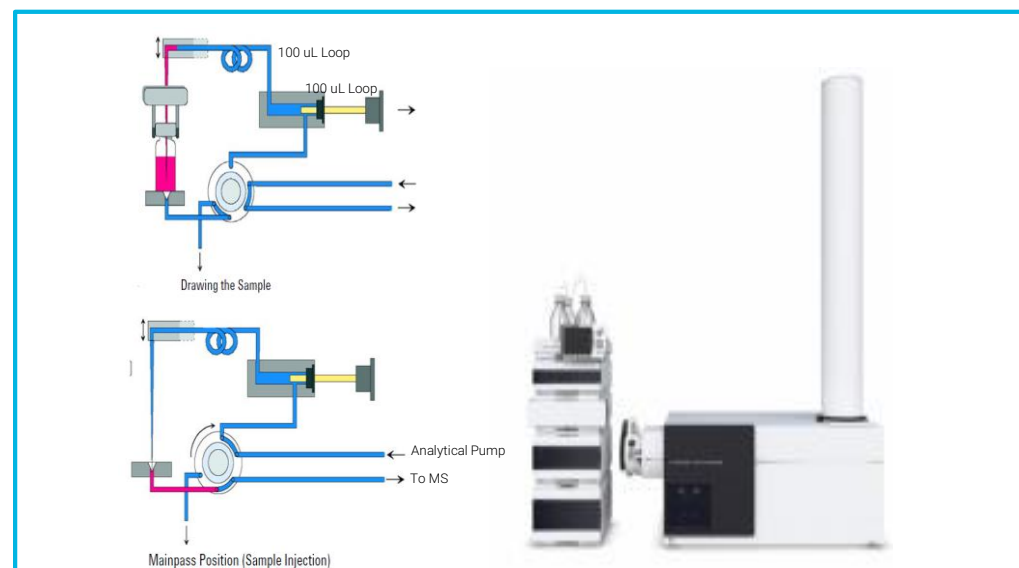 100 uL Loop
100 uL Loop
Drawing the Sample
Analytical Pump
To MS
Mainpass Position (Sample Injection)